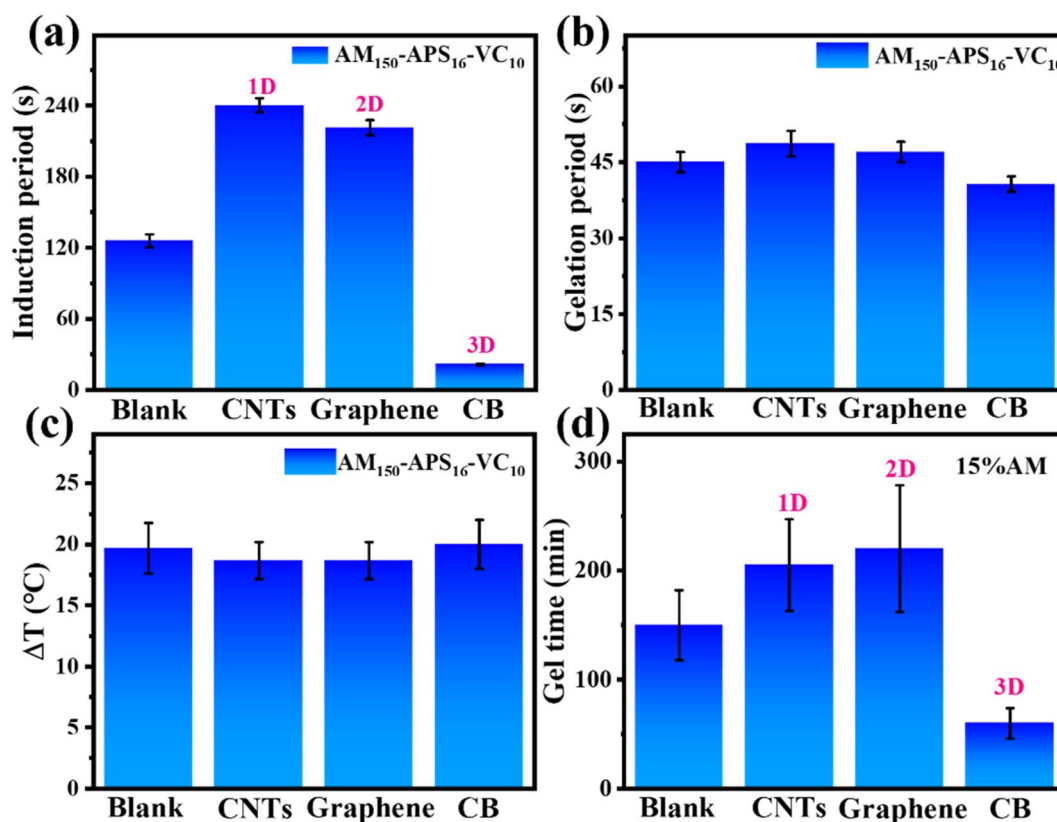 (a)
AM₁₅₀-APS₁₆-VC₁₀
Induction period (s)
240
180
120
60
0
1D
2D
3D
Blank CNTs Graphene CB
(b)
AM₁₅₀-APS₁₆-VC₁₀
Gelation period (s)
60
45
30
15
0
Blank CNTs Graphene CB
(c)
AM₁₅₀-APS₁₆-VC₁₀
ΔT (°C)
25
20
15
10
5
0
Blank CNTs Graphene CB
(d)
15%AM
Gel time (min)
300
200
100
0
1D
2D
3D
Blank CNTs Graphene CB